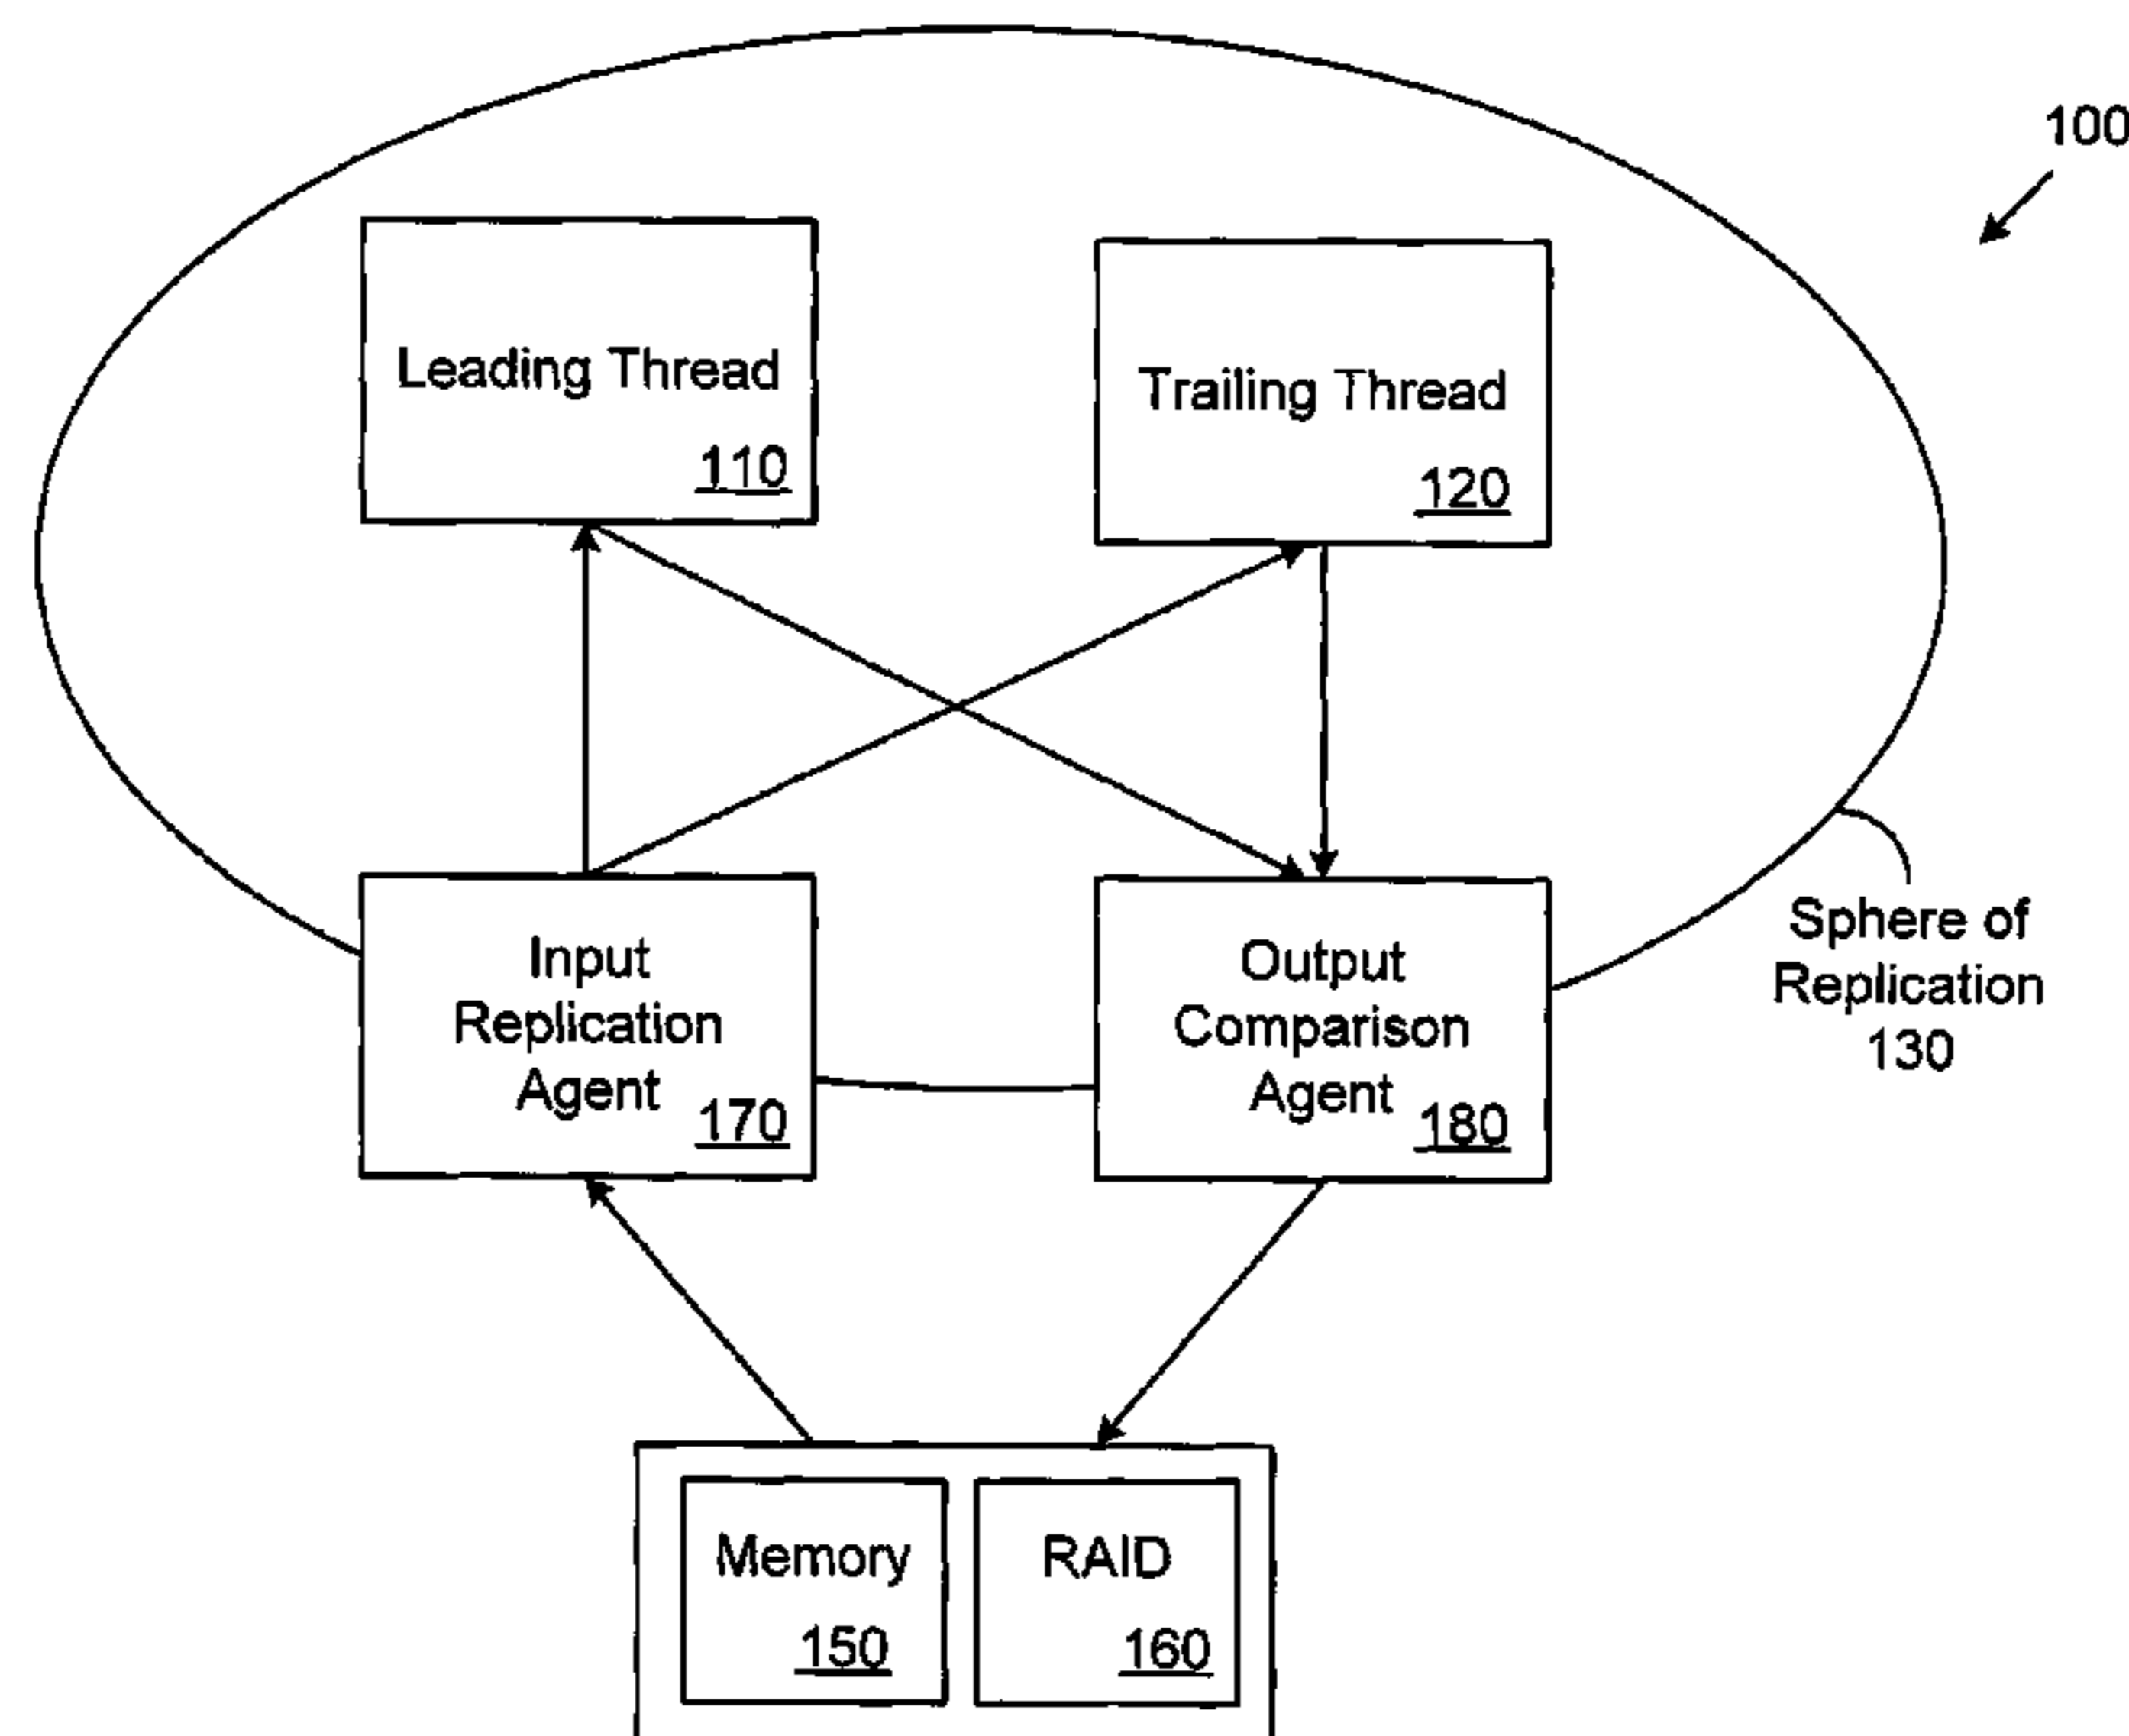 100
Leading Thread
110
Trailing Thread
120
Input
Replication
Agent
170
Output
Comparison
Agent
180
Sphere of
Replication
130
Memory
150
RAID
160